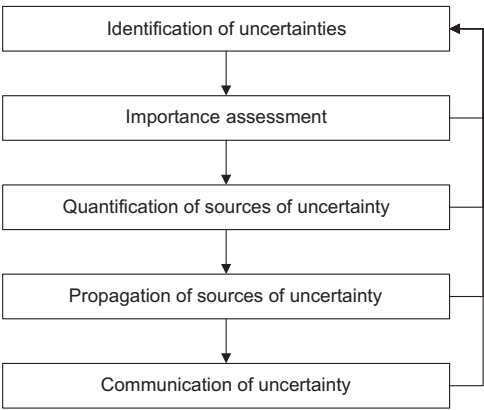 Identification of uncertainties
Importance assessment
Quantification of sources of uncertainty
Propagation of sources of uncertainty
Communication of uncertainty